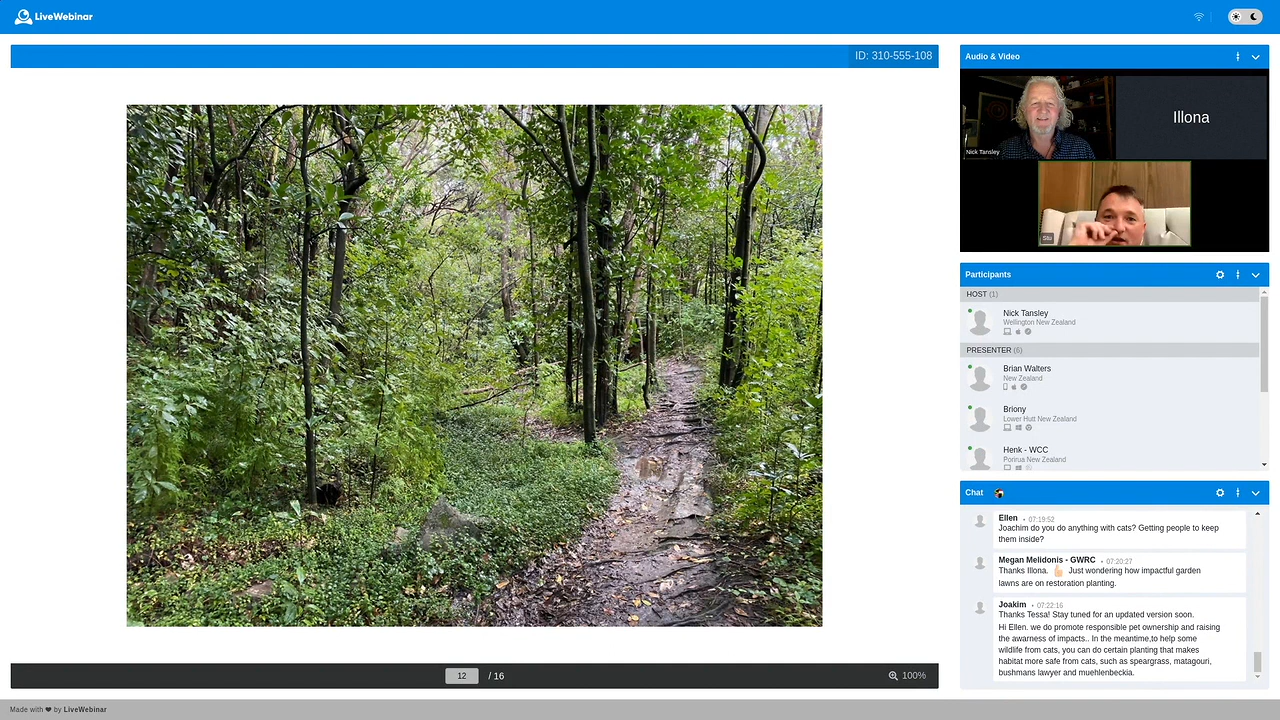 LiveWebinar
ID: 310-555-108
12 / 16
100%
Audio & Video
Nick Tansley
Illona
Stu
Participants
HOST (1)
Nick Tansley
Wellington New Zealand
PRESENTER (6)
Brian Walters
New Zealand
Briony
Lower Hutt New Zealand
Henk - WCC
Porirua New Zealand
Chat
Ellen • 07:19:52
Joachim do you do anything with cats? Getting people to keep
them inside?
Megan Melidonis - GWRC • 07:20:27
Thanks Illona. 👍 Just wondering how impactful garden
lawns are on restoration planting.
Joakim • 07:22:16
Thanks Tessa! Stay tuned for an updated version soon.
Hi Ellen. we do promote responsible pet ownership and raising
the awarness of impacts.. In the meantime,to help some
wildlife from cats, you can do certain planting that makes
habitat more safe from cats, such as speargrass, matagouri,
bushmans lawyer and muehlenbeckia.
Made with ❤ by LiveWebinar